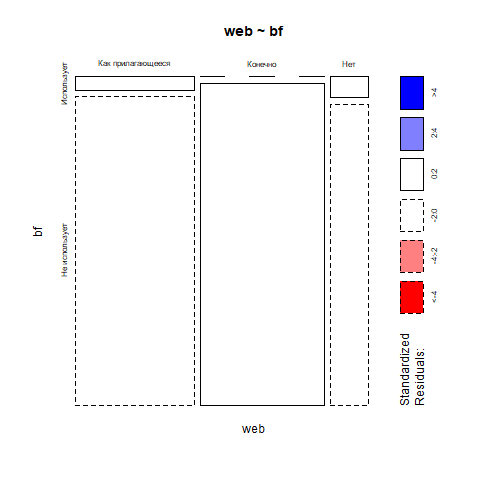 web ~ bf
Как прилагающееся
Конечно
Нет
Использует
Не использует
bf
web
>4
2:4
0:2
-2:0
-4:-2
<-4
Standardized
Residuals: